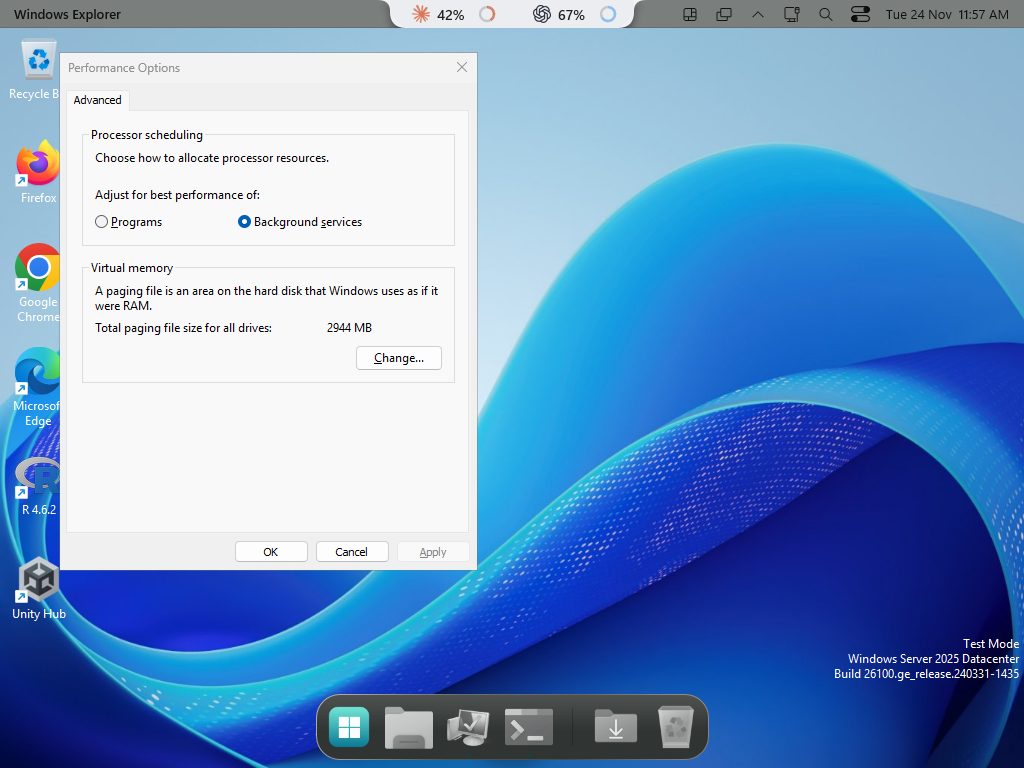 Windows Explorer
42%
67%
Tue 24 Nov 11:57 AM
Recycle B
Firefox
Google
Chrome
Microsof
Edge
R 4.6.2
Unity Hub
Performance Options
Advanced
Processor scheduling
Choose how to allocate processor resources.
Adjust for best performance of:
Programs
Background services
Virtual memory
A paging file is an area on the hard disk that Windows uses as if it
were RAM.
Total paging file size for all drives:
2944 MB
Change...
OK
Cancel
Apply
Test Mode
Windows Server 2025 Datacenter
Build 26100.ge_release.240331-1435